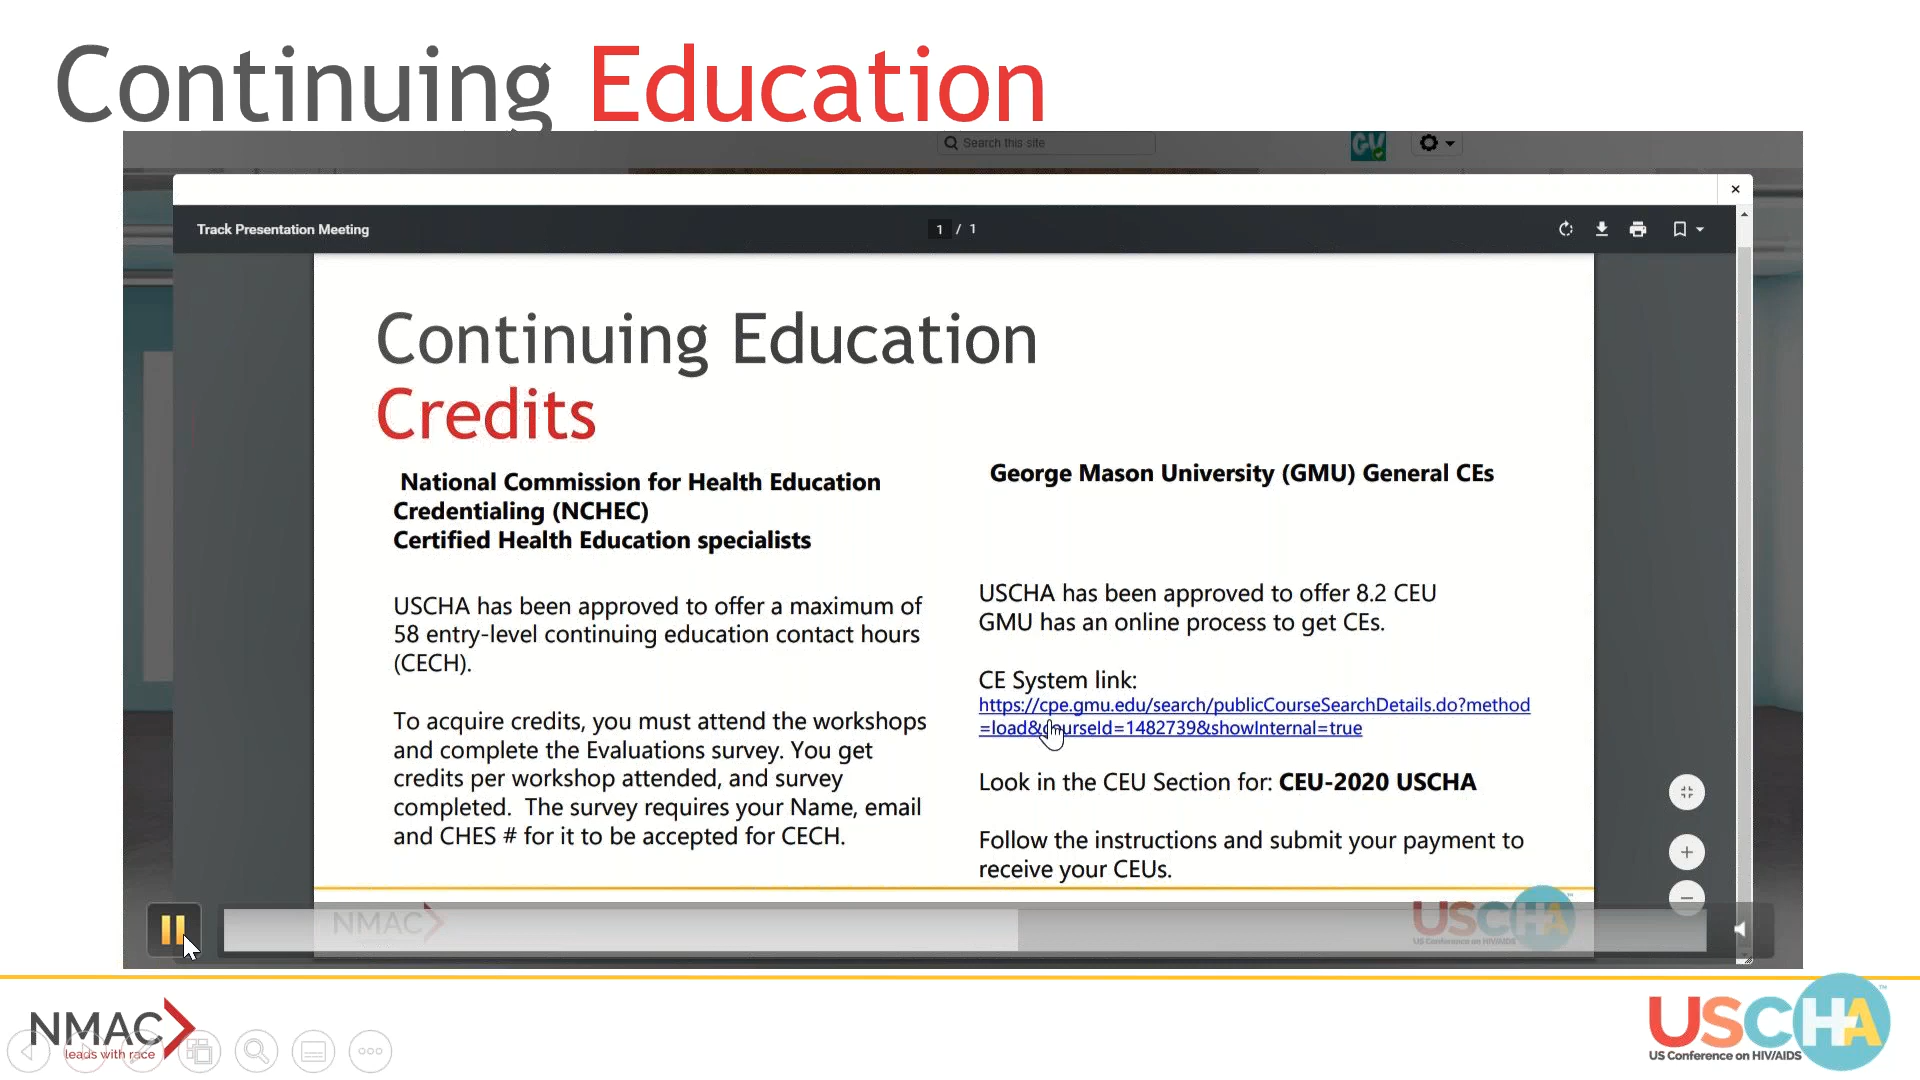 Continuing Education
Search this site
GV
Track Presentation Meeting
1 / 1
Continuing Education
Credits
National Commission for Health Education
Credentialing (NCHEC)
Certified Health Education specialists
USCHA has been approved to offer a maximum of
58 entry-level continuing education contact hours
(CECH).
To acquire credits, you must attend the workshops
and complete the Evaluations survey. You get
credits per workshop attended, and survey
completed.  The survey requires your Name, email
and CHES # for it to be accepted for CECH.
George Mason University (GMU) General CEs
USCHA has been approved to offer 8.2 CEU
GMU has an online process to get CEs.
CE System link:
https://cpe.gmu.edu/search/publicCourseSearchDetails.do?method
=load&courseId=1482739&showInternal=true
Look in the CEU Section for: CEU-2020 USCHA
Follow the instructions and submit your payment to
receive your CEUs.
NMAC
USCHA
US Conference on HIV/AIDS
NMAC
leads with race
USCHA™
US Conference on HIV/AIDS